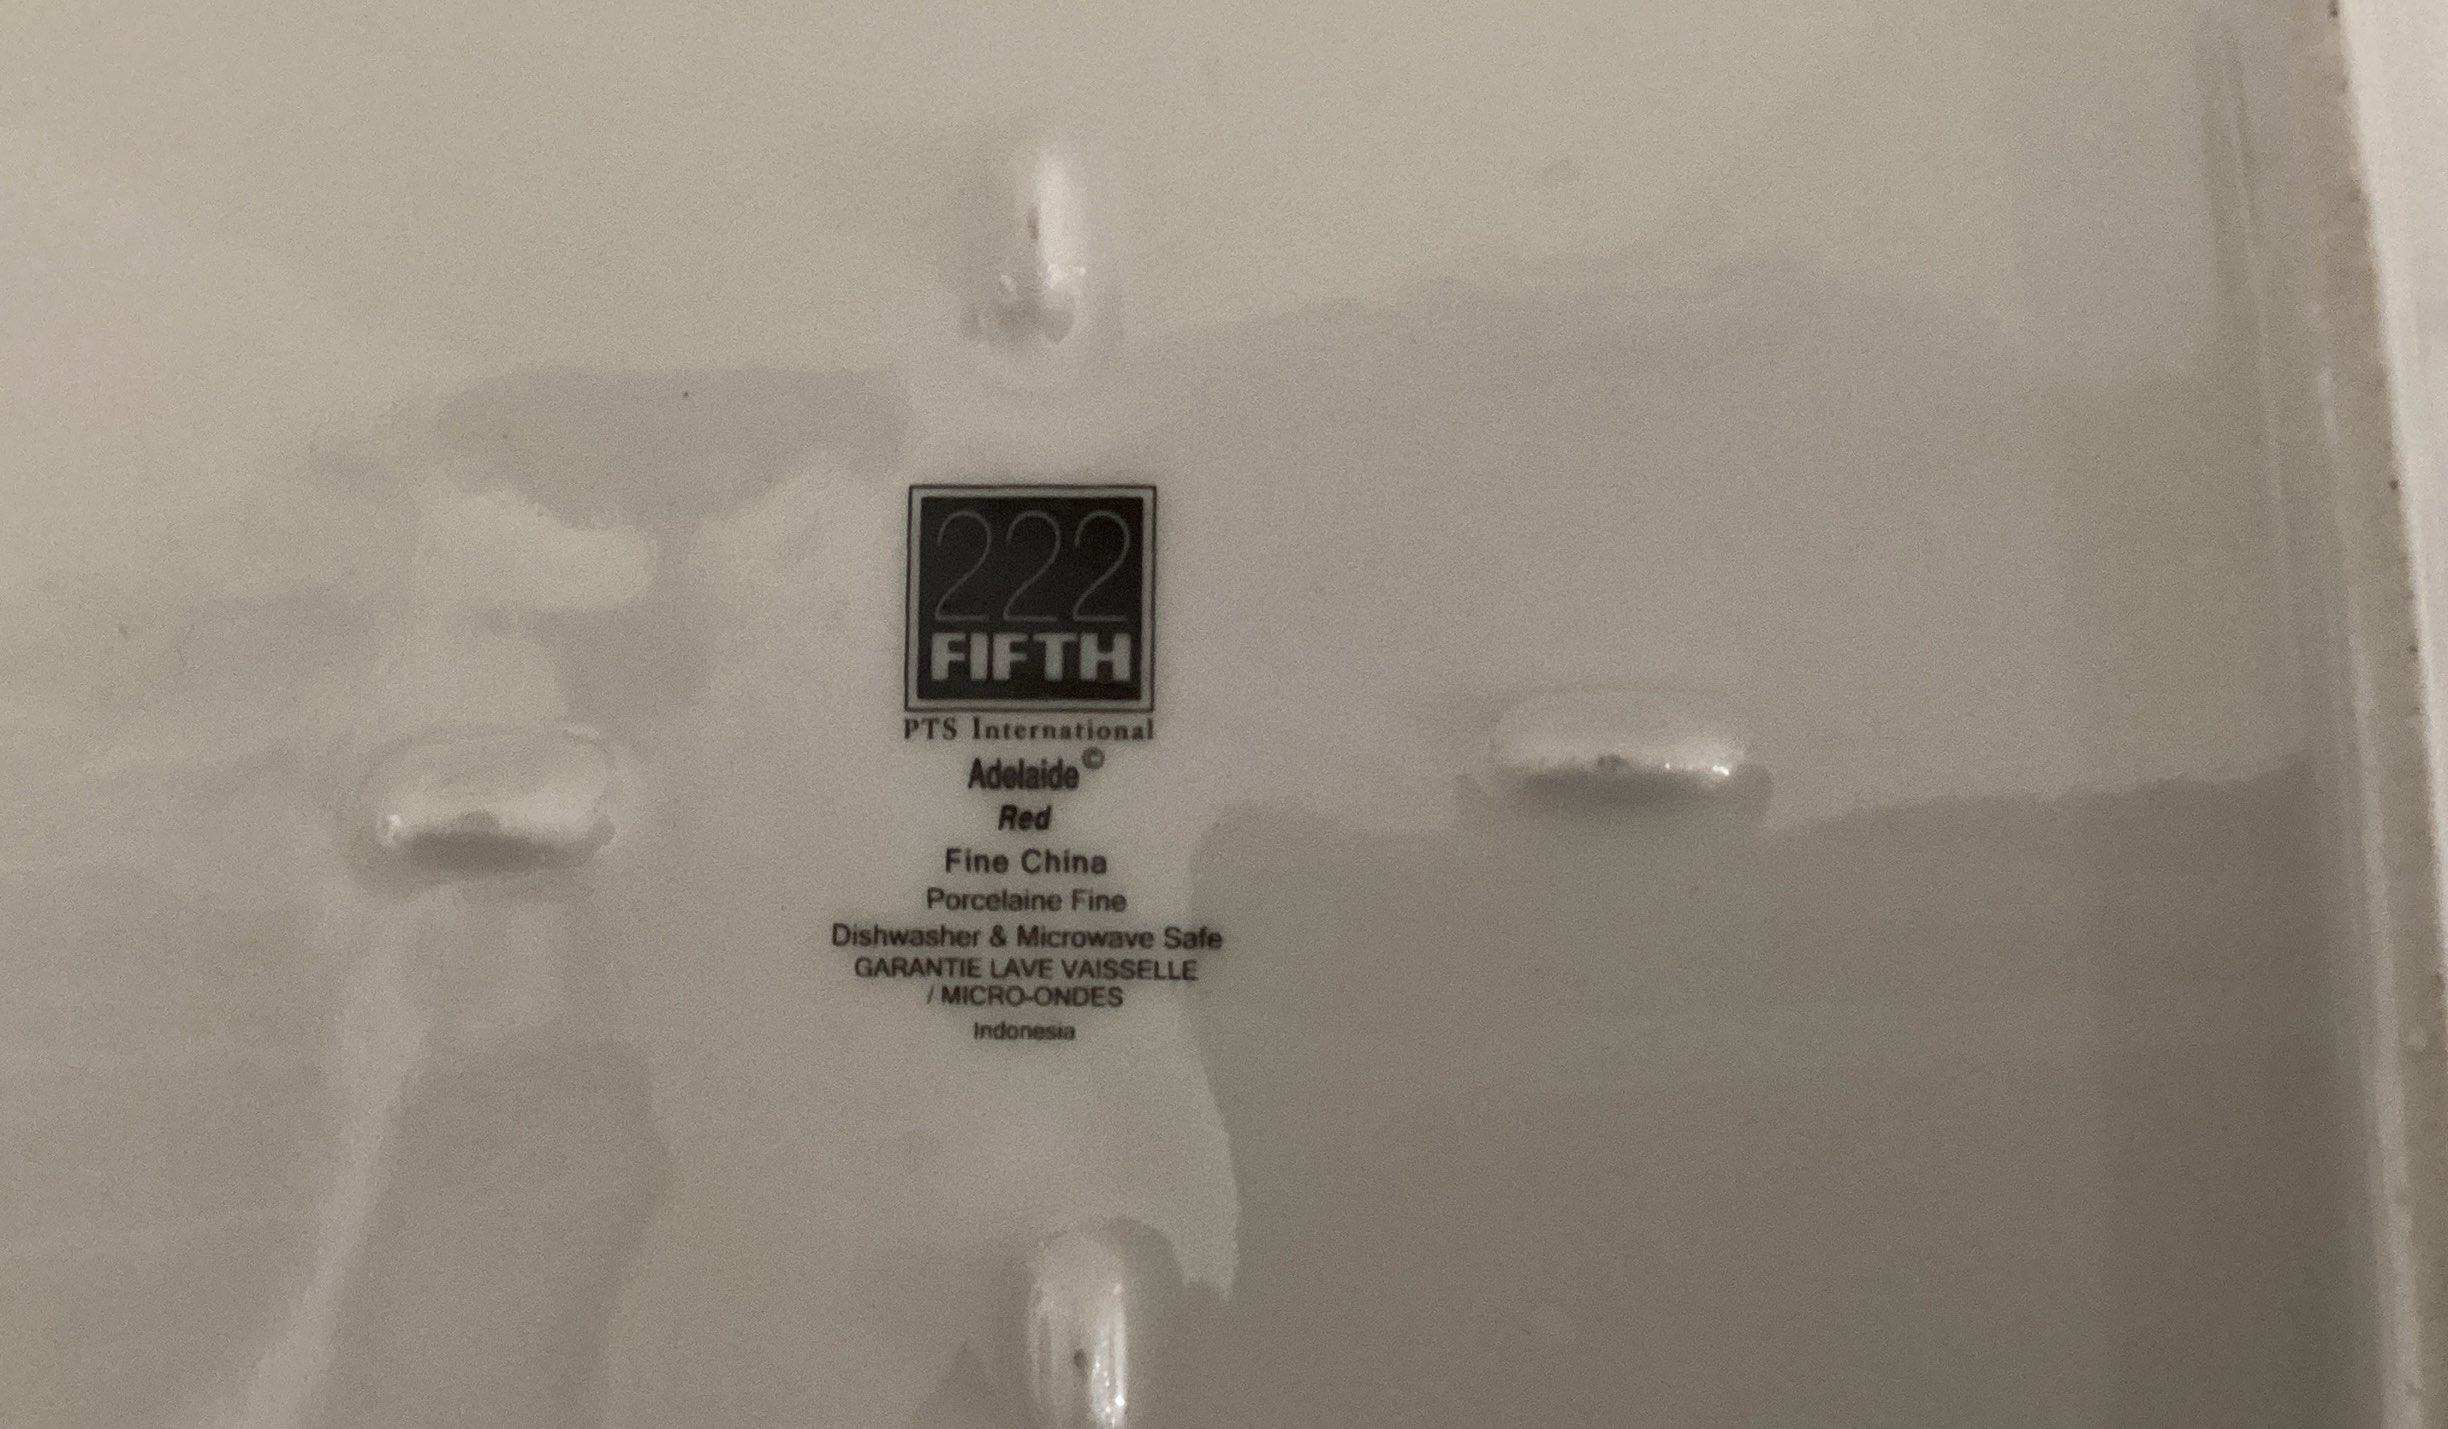 222
FIFTH
PTS International
Adelaide©
Red
Fine China
Porcelaine Fine
Dishwasher & Microwave Safe
GARANTIE LAVE VAISSELLE
/ MICRO-ONDES
Indonesia